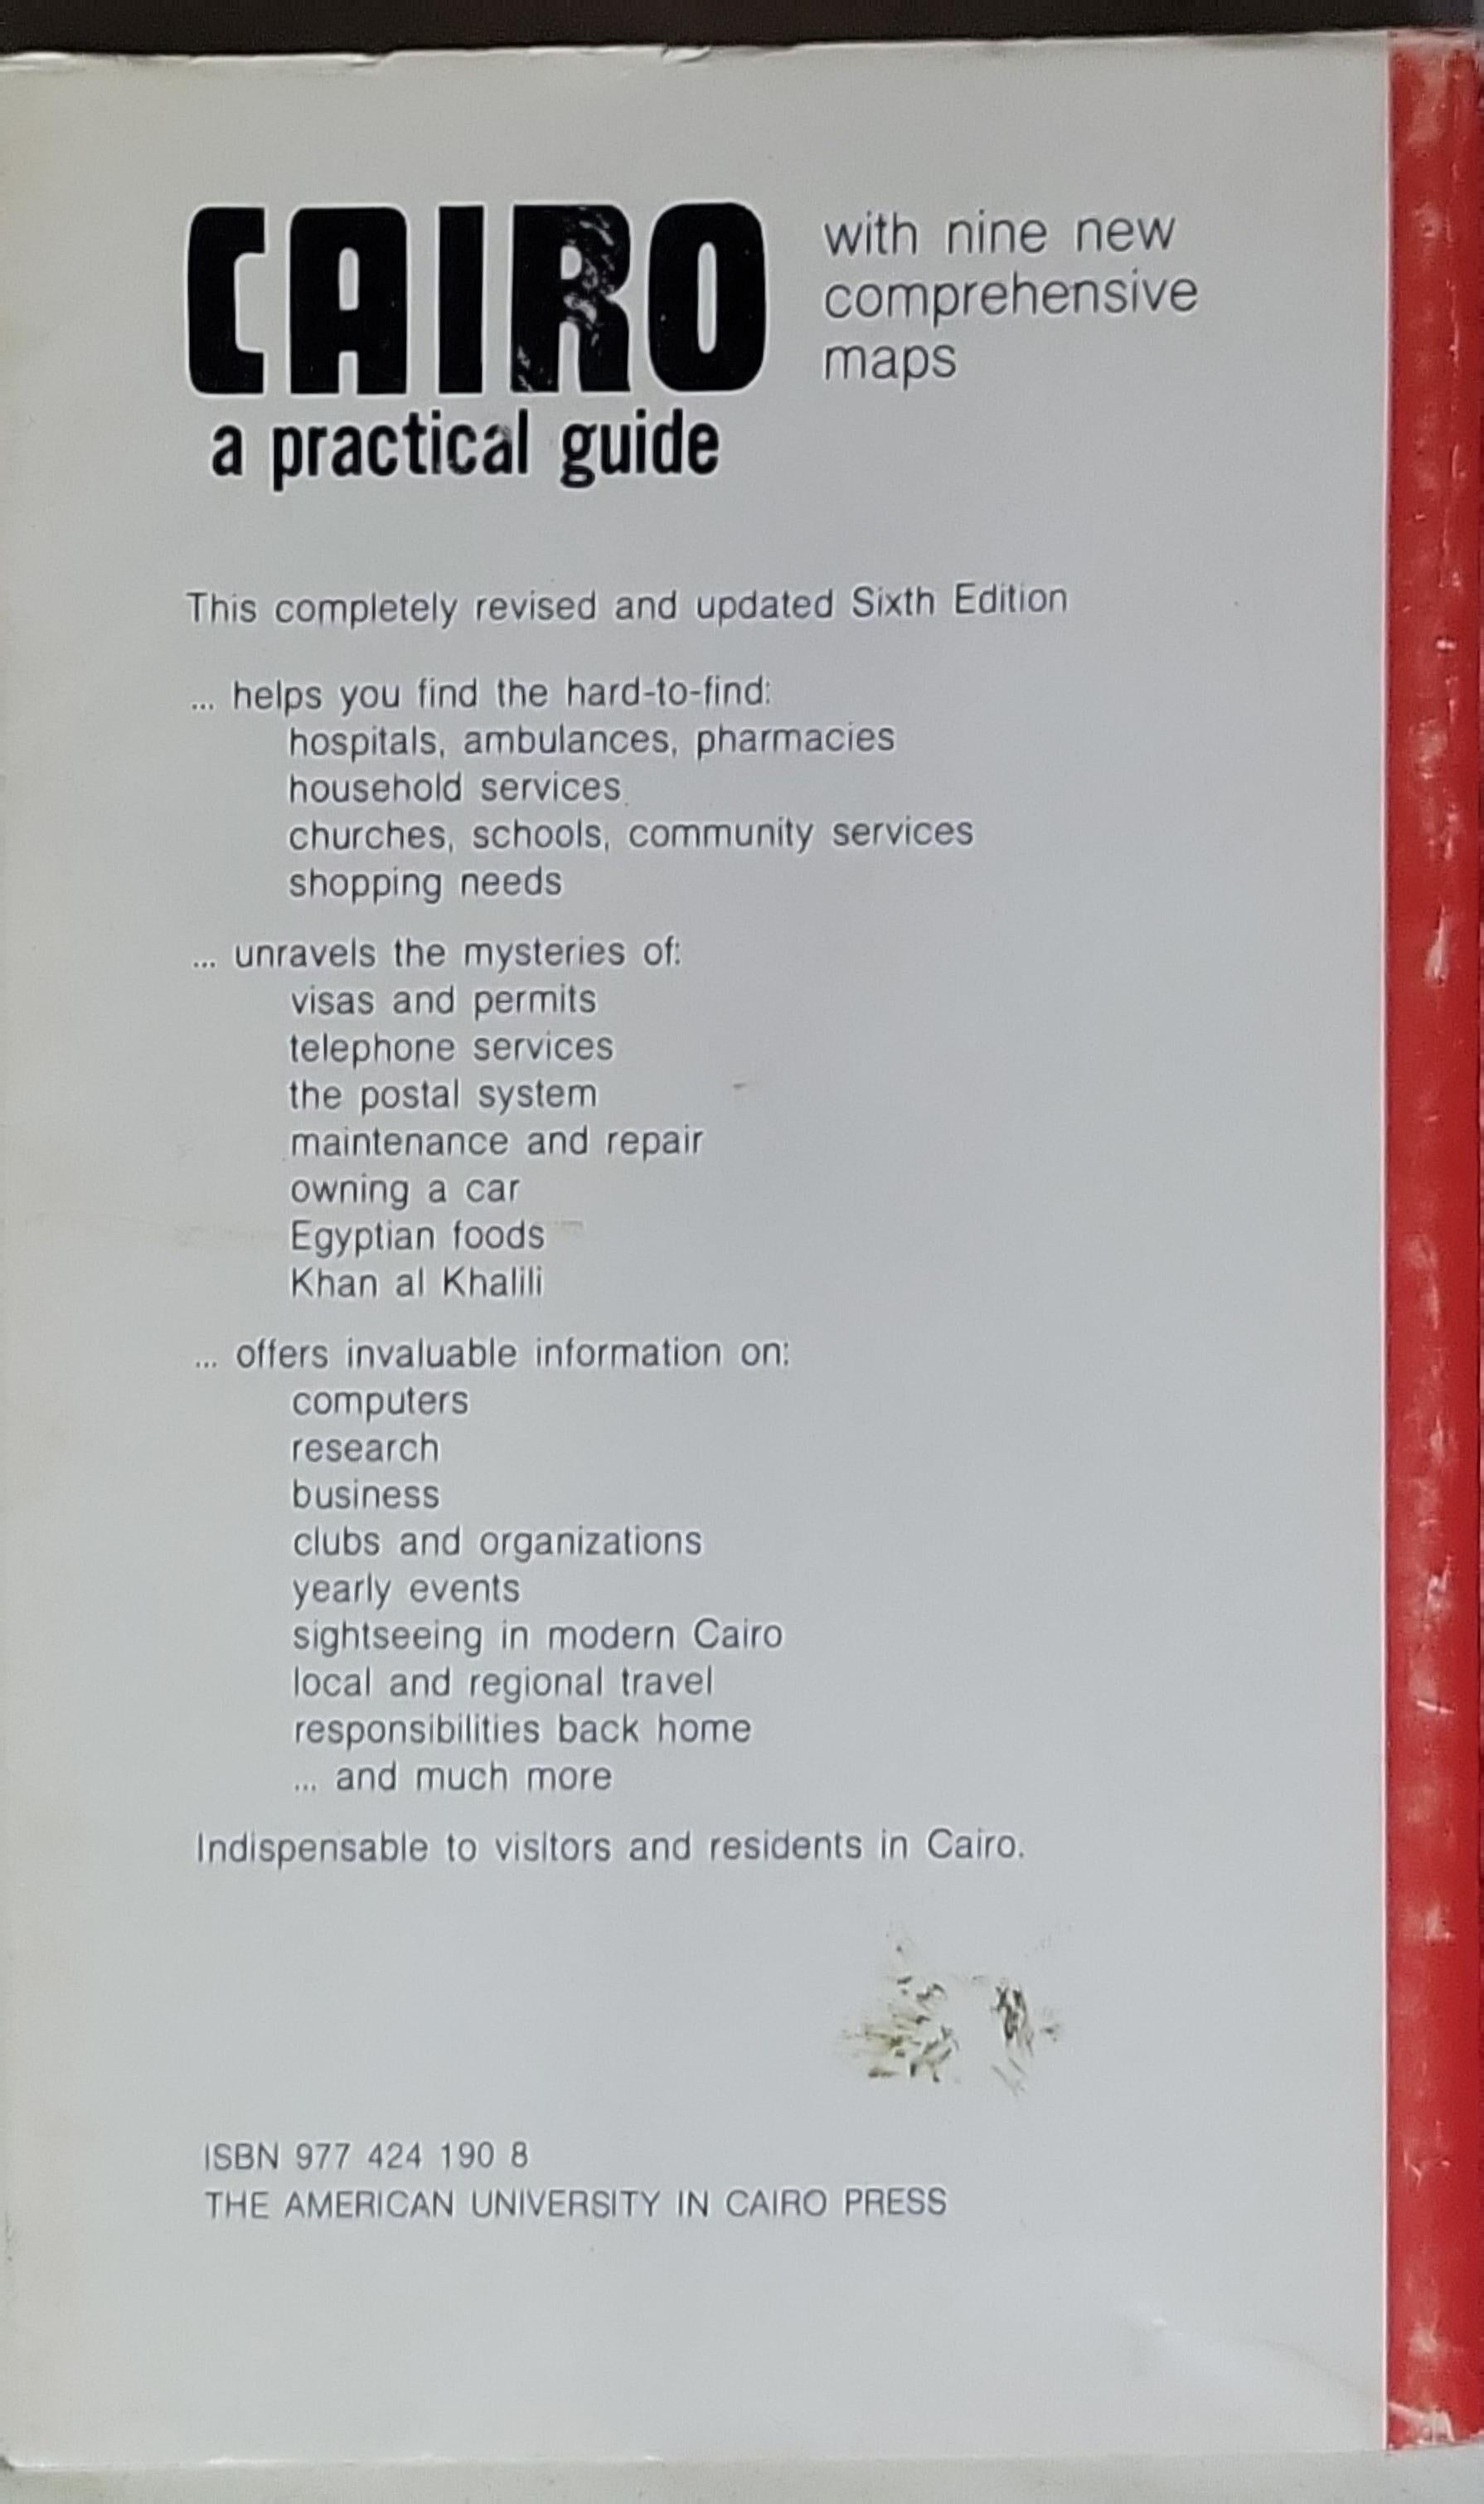 CAIRO
a practical guide
with nine new
comprehensive
maps
This completely revised and updated Sixth Edition
... helps you find the hard-to-find:
hospitals, ambulances, pharmacies
household services
churches, schools, community services
shopping needs
... unravels the mysteries of:
visas and permits
telephone services
the postal system
maintenance and repair
owning a car
Egyptian foods
Khan al Khalili
... offers invaluable information on:
computers
research
business
clubs and organizations
yearly events
sightseeing in modern Cairo
local and regional travel
responsibilities back home
... and much more
Indispensable to visitors and residents in Cairo.
ISBN 977 424 190 8
THE AMERICAN UNIVERSITY IN CAIRO PRESS